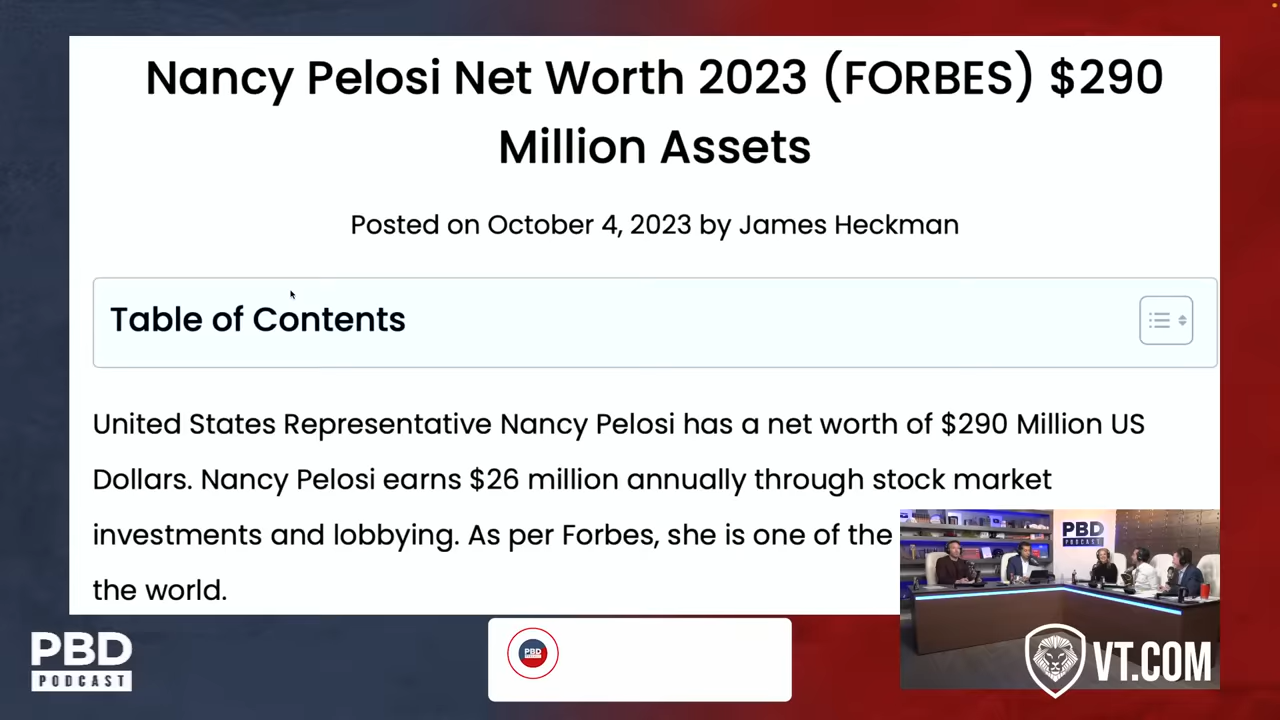 Nancy Pelosi Net Worth 2023 (FORBES) $290
Million Assets
Posted on October 4, 2023 by James Heckman
Table of Contents
United States Representative Nancy Pelosi has a net worth of $290 Million US
Dollars. Nancy Pelosi earns $26 million annually through stock market
investments and lobbying. As per Forbes, she is one of the
the world.
PBD
PODCAST
PBD
PODCAST
PBD
VT.COM